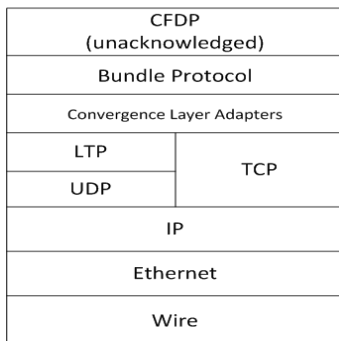 CFDP
(unacknowledged)
Bundle Protocol
Convergence Layer Adapters
LTP
TCP
UDP
IP
Ethernet
Wire